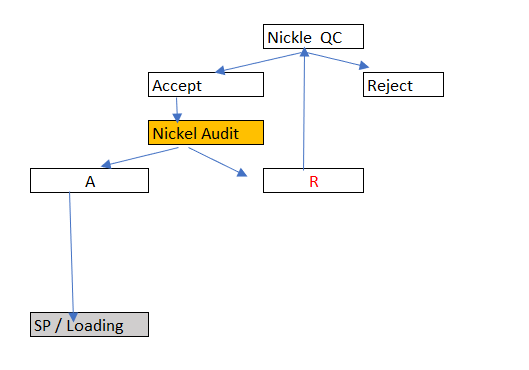 Nickle  QC
Accept
Reject
Nickel Audit
A
R
SP / Loading